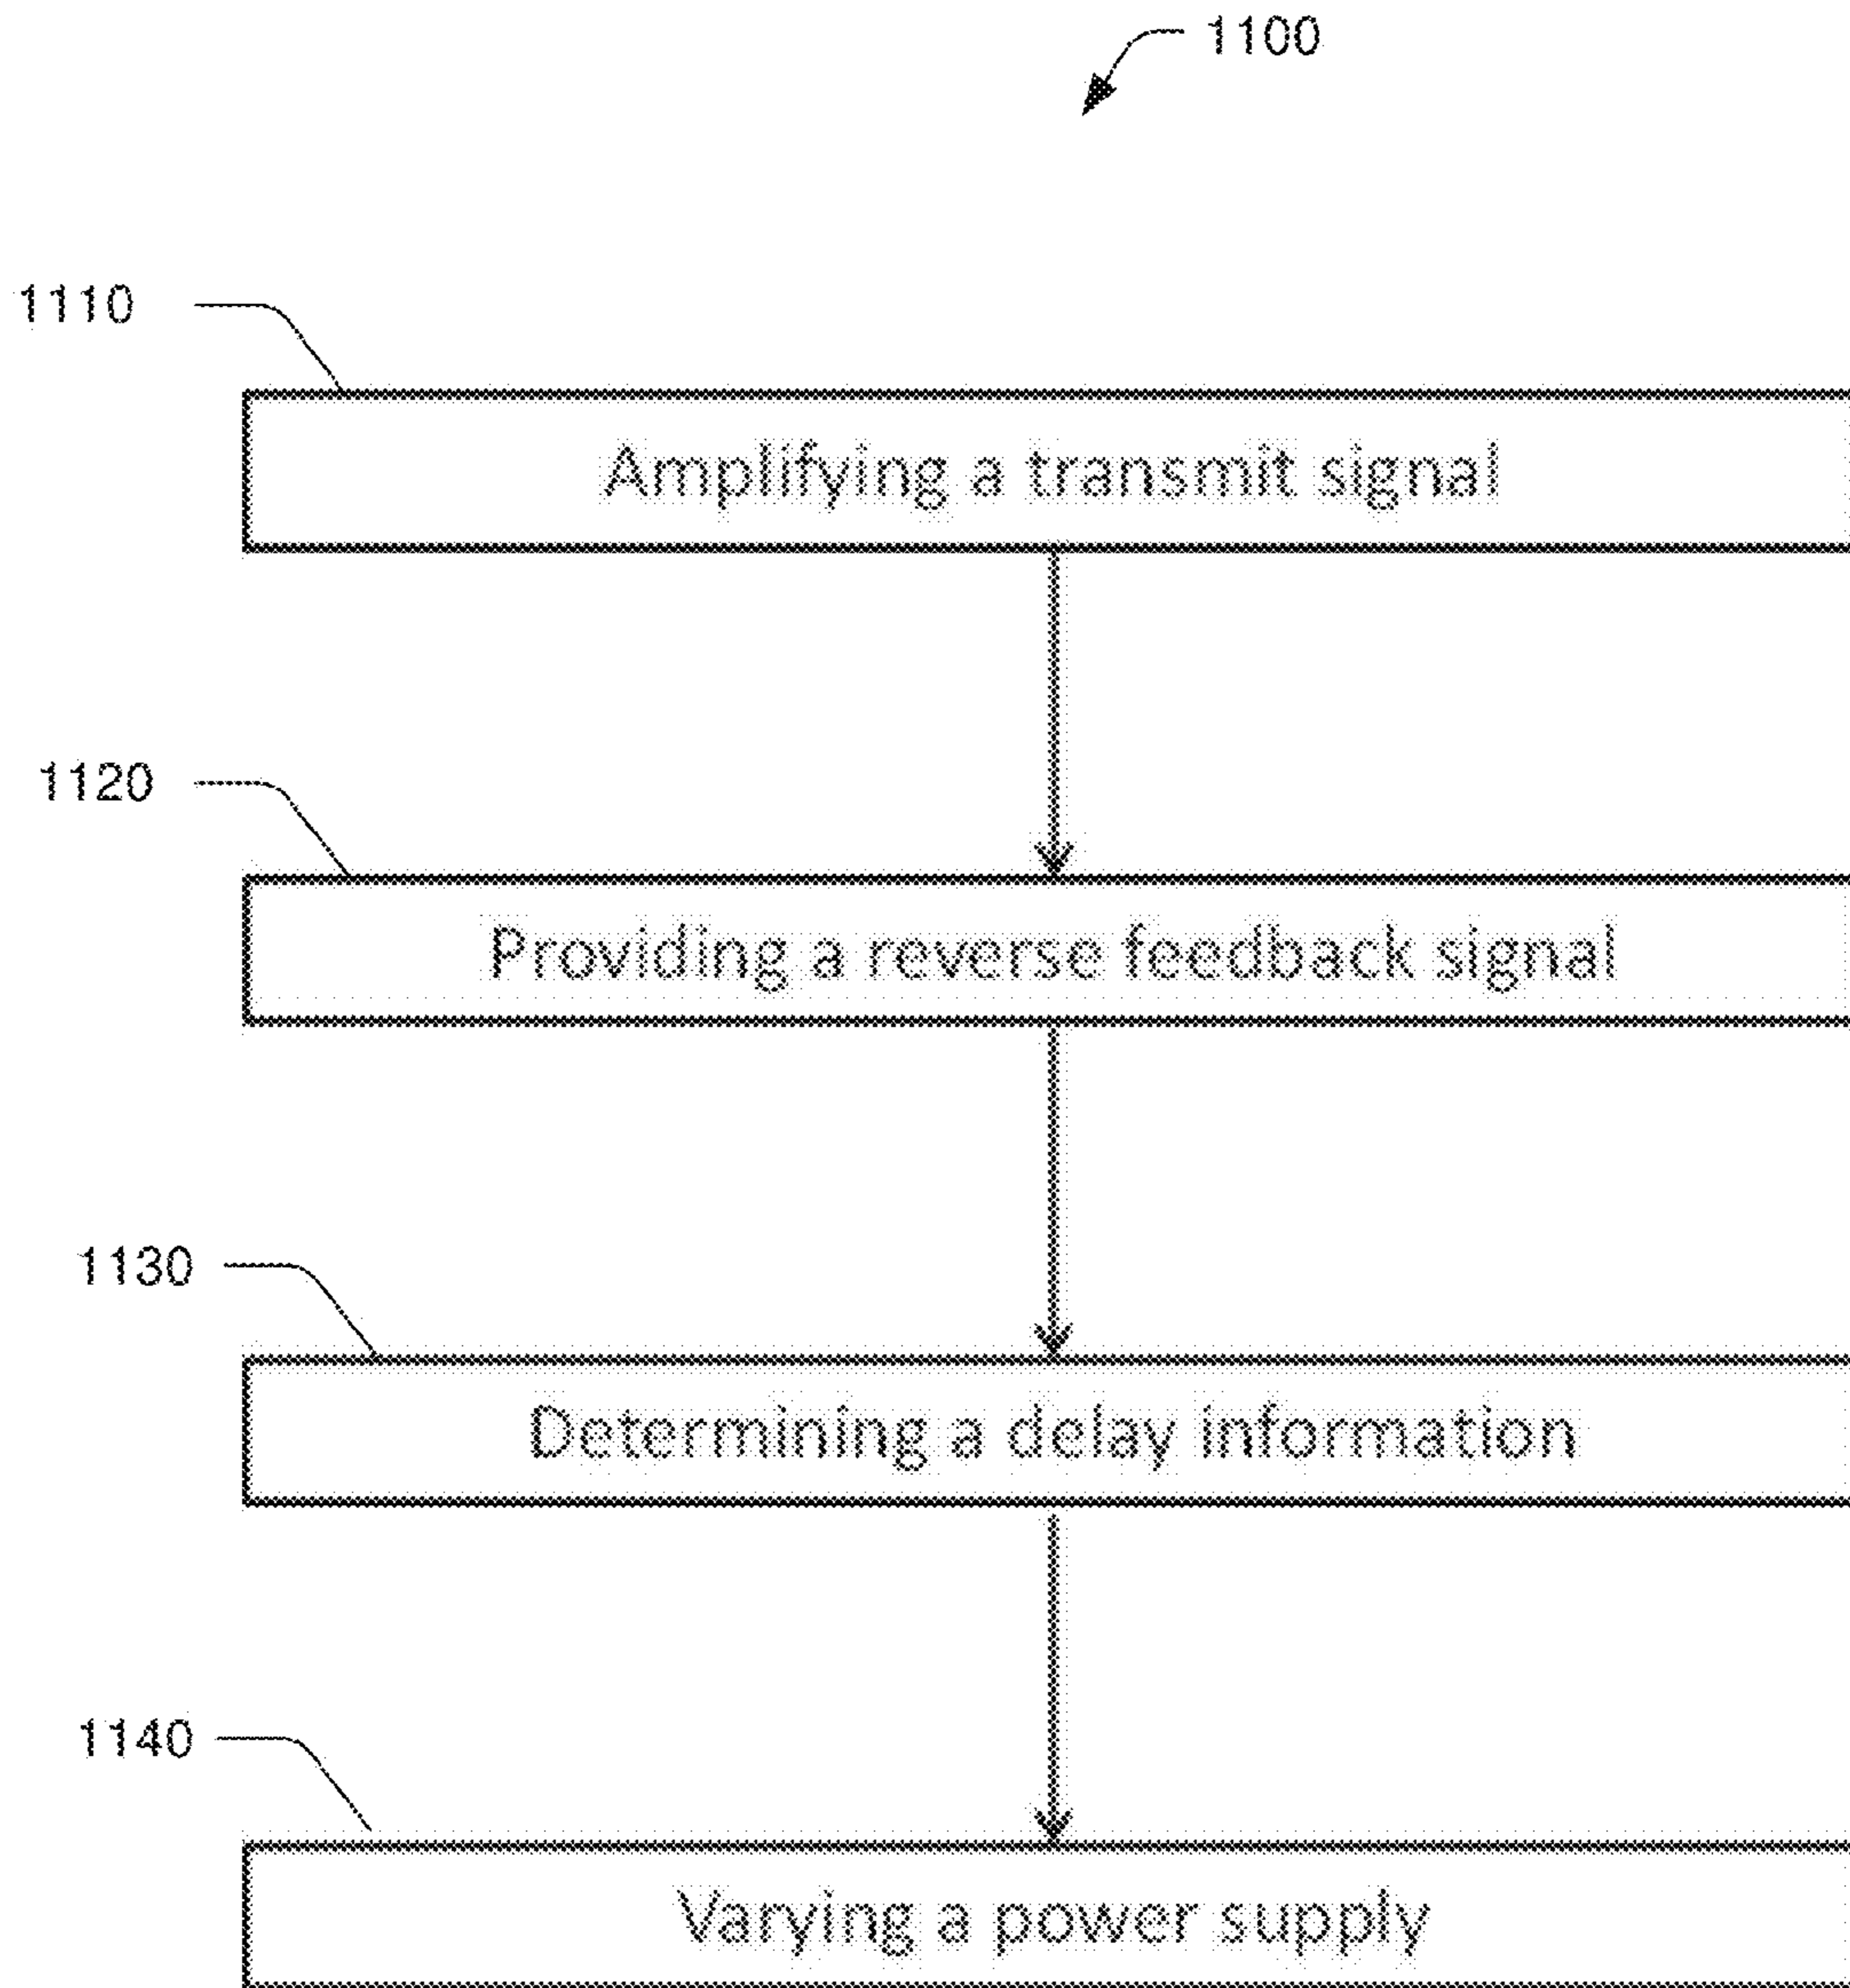 1100
1110
Amplifying a transmit signal
1120
Providing a reverse feedback signal
1130
Determining a delay information
1140
Varying a power supply